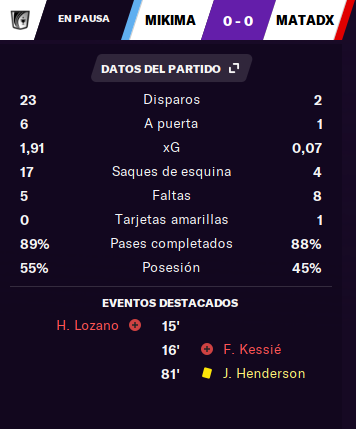 EN PAUSA MIKIMA 0 - 0 MATADX
DATOS DEL PARTIDO
23 Disparos 2
6 A puerta 1
1,91 xG 0,07
17 Saques de esquina 4
5 Faltas 8
0 Tarjetas amarillas 1
89% Pases completados 88%
55% Posesión 45%
EVENTOS DESTACADOS
H. Lozano 15'
16' F. Kessié
81' J. Henderson